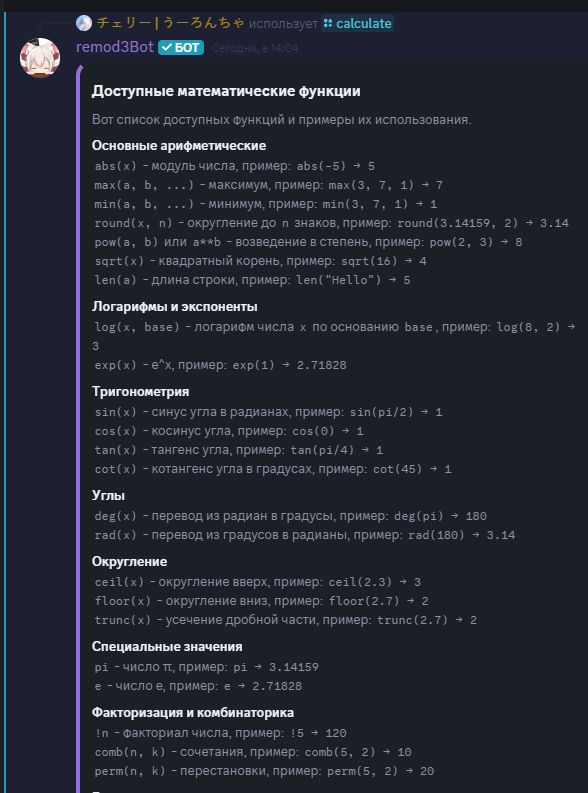 チェリー | うーろんちゃ использует calculate
remod3Bot БОТ Сегодня, в 14:04
Доступные математические функции
Вот список доступных функций и примеры их использования.
Основные арифметические
abs(x) - модуль числа, пример: abs(-5) → 5
max(a, b, ...) - максимум, пример: max(3, 7, 1) → 7
min(a, b, ...) - минимум, пример: min(3, 7, 1) → 1
round(x, n) - округление до n знаков, пример: round(3.14159, 2) → 3.14
pow(a, b) или a**b - возведение в степень, пример: pow(2, 3) → 8
sqrt(x) - квадратный корень, пример: sqrt(16) → 4
len(a) - длина строки, пример: len("Hello") → 5
Логарифмы и экспоненты
log(x, base) - логарифм числа x по основанию base, пример: log(8, 2) →
3
exp(x) - e^x, пример: exp(1) → 2.71828
Тригонометрия
sin(x) - синус угла в радианах, пример: sin(pi/2) → 1
cos(x) - косинус угла, пример: cos(0) → 1
tan(x) - тангенс угла, пример: tan(pi/4) → 1
cot(x) - котангенс угла в градусах, пример: cot(45) → 1
Углы
deg(x) - перевод из радиан в градусы, пример: deg(pi) → 180
rad(x) - перевод из градусов в радианы, пример: rad(180) → 3.14
Округление
ceil(x) - округление вверх, пример: ceil(2.3) → 3
floor(x) - округление вниз, пример: floor(2.7) → 2
trunc(x) - усечение дробной части, пример: trunc(2.7) → 2
Специальные значения
pi - число π, пример: pi → 3.14159
e - число e, пример: e → 2.71828
Факторизация и комбинаторика
!n - факториал числа, пример: !5 → 120
comb(n, k) - сочетания, пример: comb(5, 2) → 10
perm(n, k) - перестановки, пример: perm(5, 2) → 20